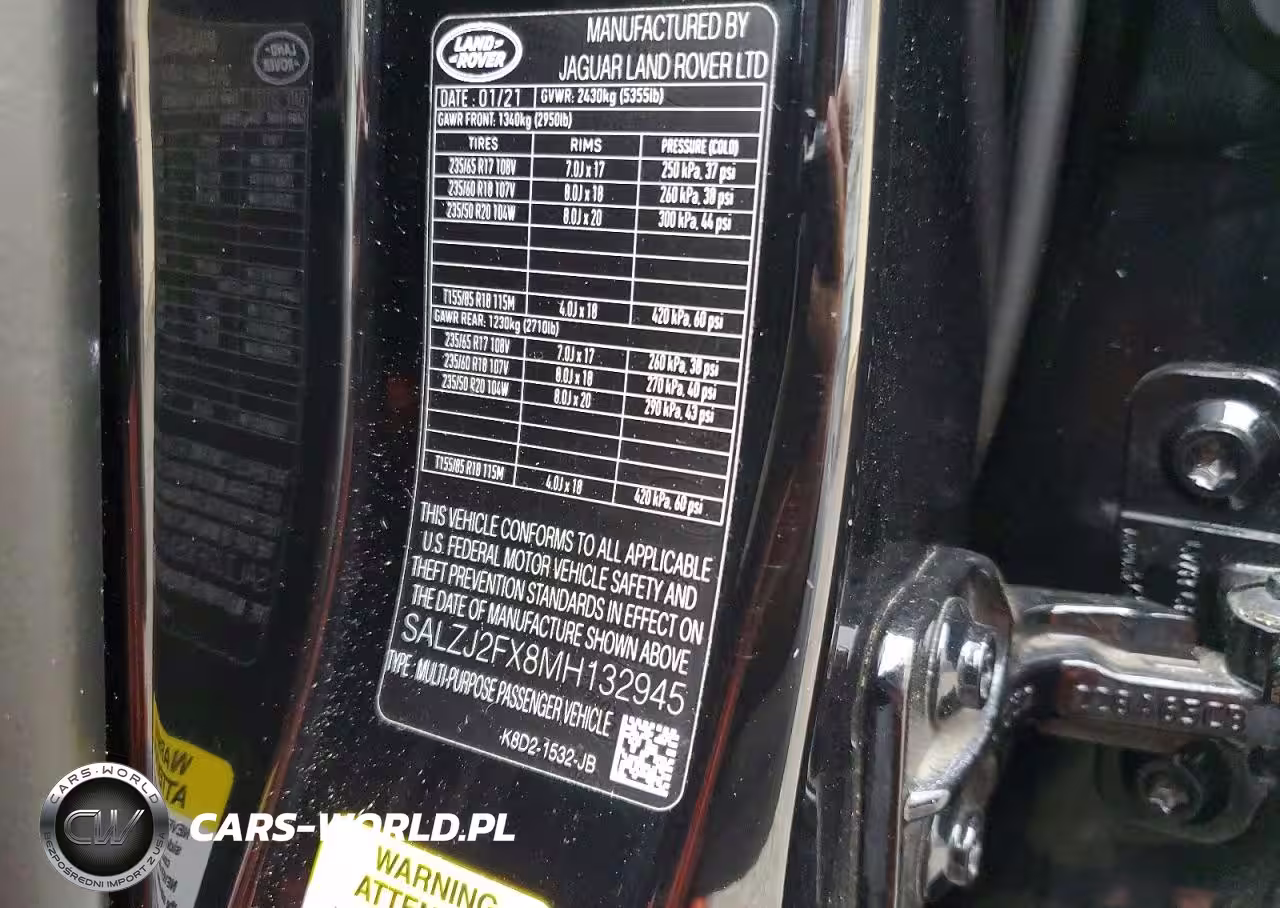 LAND ROVER
MANUFACTURED BY
JAGUAR LAND ROVER LTD
DATE : 01/21 GVWR: 2430kg (5355lb)
GAWR FRONT: 1340kg (2950lb)
TIRES RIMS PRESSURE (COLD)
235/65 R17 108V 7.0J x 17 250 kPa, 37 psi
235/60 R18 107V 8.0J x 18 260 kPa, 38 psi
235/50 R20 104W 8.0J x 20 300 kPa, 44 psi
T155/85 R18 115M 4.0J x 18 420 kPa, 60 psi
GAWR REAR: 1230kg (2710lb)
235/65 R17 108V 7.0J x 17 260 kPa, 38 psi
235/60 R18 107V 8.0J x 18 270 kPa, 40 psi
235/50 R20 104W 8.0J x 20 290 kPa, 43 psi
T155/85 R18 115M 4.0J x 18 420 kPa, 60 psi
THIS VEHICLE CONFORMS TO ALL APPLICABLE
U.S. FEDERAL MOTOR VEHICLE SAFETY AND
THEFT PREVENTION STANDARDS IN EFFECT ON
THE DATE OF MANUFACTURE SHOWN ABOVE
SALZJ2FX8MH132945
TYPE: MULTI-PURPOSE PASSENGER VEHICLE
K8D2-1532-JB
CARS-WORLD
CW
BEZPOŚREDNI IMPORT Z USA
CARS-WORLD.PL
WARNING